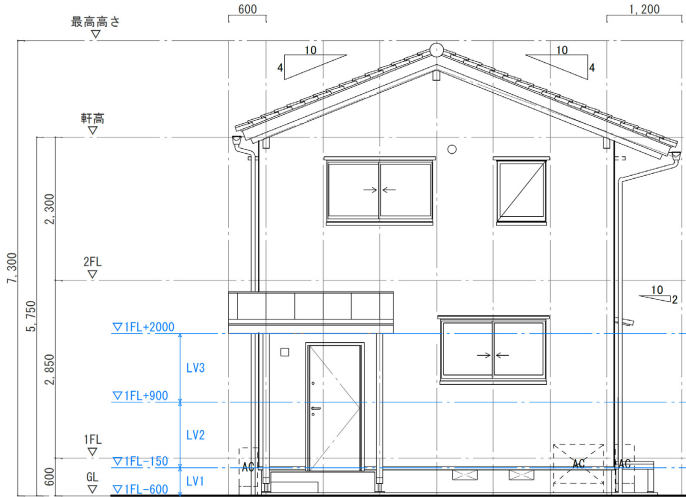 600
1,200
最高高さ
10
4
10
4
軒高
2,300
7,300
5,750
2FL
10
2
▽1FL+2000
2,850
LV3
▽1FL+900
LV2
1FL
▽1FL-150
AC
AC
AC
600
GL
LV1
▽1FL-600